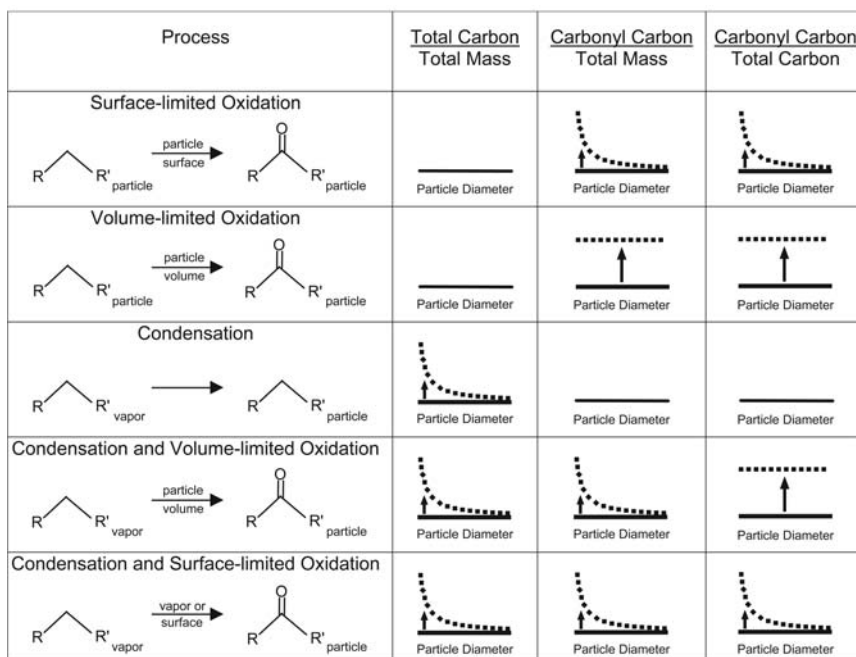 Process
Total Carbon
Total Mass
Carbonyl Carbon
Total Mass
Carbonyl Carbon
Total Carbon
Surface-limited Oxidation
R R' particle
particle
surface
O
R R' particle
Particle Diameter
Particle Diameter
Particle Diameter
Volume-limited Oxidation
R R' particle
particle
volume
O
R R' particle
Particle Diameter
Particle Diameter
Particle Diameter
Condensation
R R' vapor
R R' particle
Particle Diameter
Particle Diameter
Particle Diameter
Condensation and Volume-limited Oxidation
R R' vapor
particle
volume
O
R R' particle
Particle Diameter
Particle Diameter
Particle Diameter
Condensation and Surface-limited Oxidation
R R' vapor
vapor or
surface
O
R R' particle
Particle Diameter
Particle Diameter
Particle Diameter